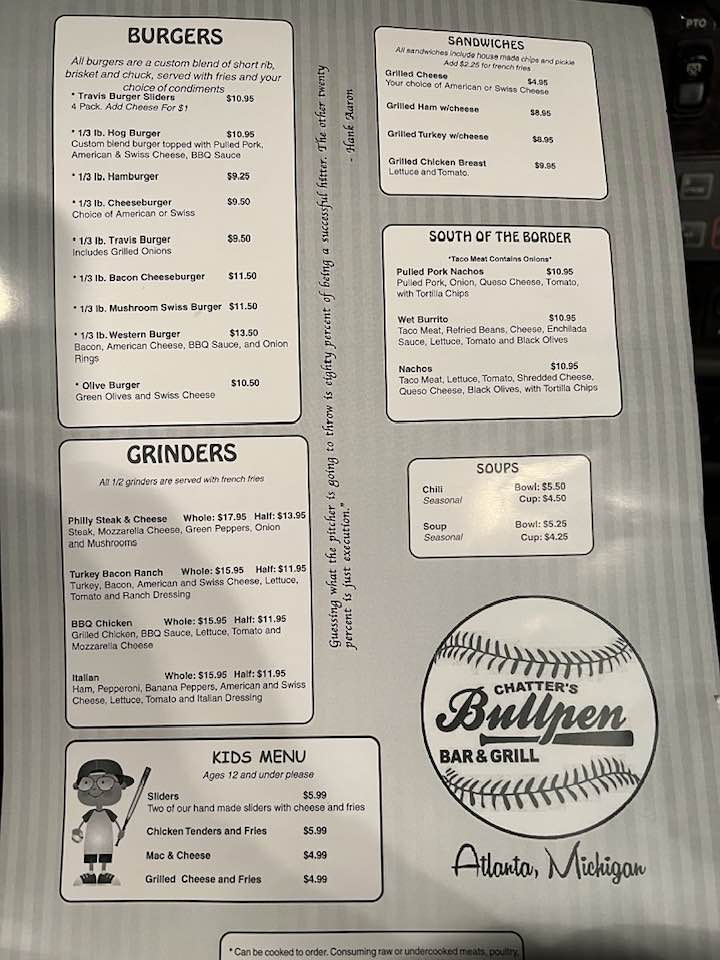 BURGERS
All burgers are a custom blend of short rib,
brisket and chuck, served with fries and your
choice of condiments
* Travis Burger Sliders $10.95
4 Pack. Add Cheese For $1
* 1/3 lb. Hog Burger $10.95
Custom blend burger topped with Pulled Pork,
American & Swiss Cheese, BBQ Sauce
* 1/3 lb. Hamburger $9.25
* 1/3 lb. Cheeseburger $9.50
Choice of American or Swiss
* 1/3 lb. Travis Burger $9.50
Includes Grilled Onions
* 1/3 lb. Bacon Cheeseburger $11.50
* 1/3 lb. Mushroom Swiss Burger $11.50
* 1/3 lb. Western Burger $13.50
Bacon, American Cheese, BBQ Sauce, and Onion
Rings
* Olive Burger $10.50
Green Olives and Swiss Cheese
GRINDERS
All 1/2 grinders are served with french fries
Philly Steak & Cheese Whole: $17.95 Half: $13.95
Steak, Mozzarella Cheese, Green Peppers, Onion
and Mushrooms
Turkey Bacon Ranch Whole: $15.95 Half: $11.95
Turkey, Bacon, American and Swiss Cheese, Lettuce,
Tomato and Ranch Dressing
BBQ Chicken Whole: $15.95 Half: $11.95
Grilled Chicken, BBQ Sauce, Lettuce, Tomato and
Mozzarella Cheese
Italian Whole: $15.95 Half: $11.95
Ham, Pepperoni, Banana Peppers, American and Swiss
Cheese, Lettuce, Tomato and Italian Dressing
KIDS MENU
Ages 12 and under please
Sliders $5.99
Two of our hand made sliders with cheese and fries
Chicken Tenders and Fries $5.99
Mac & Cheese $4.99
Grilled Cheese and Fries $4.99
Guessing what the pitcher is going to throw is eighty percent of being a successful hitter. The other twenty
percent is just execution." - Hank Aaron
SANDWICHES
All sandwiches include house made chips and pickle
Add $2.25 for french fries
Grilled Cheese $4.95
Your choice of American or Swiss Cheese
Grilled Ham w/cheese $8.95
Grilled Turkey w/cheese $8.95
Grilled Chicken Breast $9.95
Lettuce and Tomato.
SOUTH OF THE BORDER
*Taco Meat Contains Onions*
Pulled Pork Nachos $10.95
Pulled Pork, Onion, Queso Cheese, Tomato,
with Tortilla Chips
Wet Burrito $10.95
Taco Meat, Refried Beans, Cheese, Enchilada
Sauce, Lettuce, Tomato and Black Olives
Nachos $10.95
Taco Meat, Lettuce, Tomato, Shredded Cheese,
Queso Cheese, Black Olives, with Tortilla Chips
SOUPS
Chili Bowl: $5.50
Seasonal Cup: $4.50
Soup Bowl: $5.25
Seasonal Cup: $4.25
CHATTER'S
Bullpen
BAR & GRILL
Atlanta, Michigan
* Can be cooked to order. Consuming raw or undercooked meats, poultry,
PTO